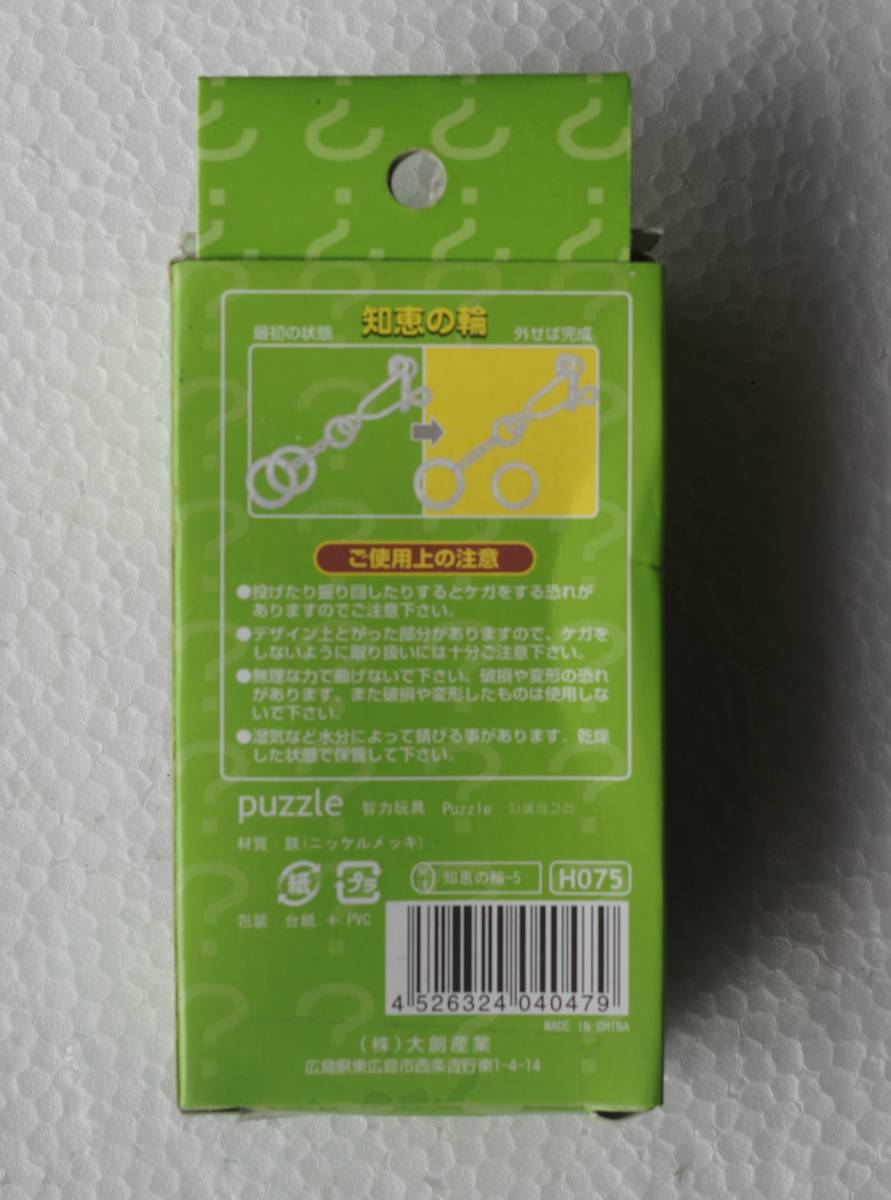 知恵の輪
最初の状態
外せば完成
ご使用上の注意
●投げたり振り回したりするとケガをする恐れが
ありますのでご注意下さい。
●デザイン上とがった部分がありますので、ケガを
しないように取り扱いには十分ご注意下さい。
●無理な力で曲げないで下さい。破損や変形の恐れ
があります。また破損や変形したものは使用しな
いで下さい。
●湿気など水分によって錆びる事があります。乾燥
した状態で保管して下さい。
puzzle 智力玩具 Puzzle 지혜의고리
材質：鉄(ニッケルメッキ)
紙 プラ 知恵の輪-5 H075
包装：台紙 + PVC
4 526324 040479
MADE IN CHINA
(株)大創産業
広島県東広島市西条吉行東1-4-14